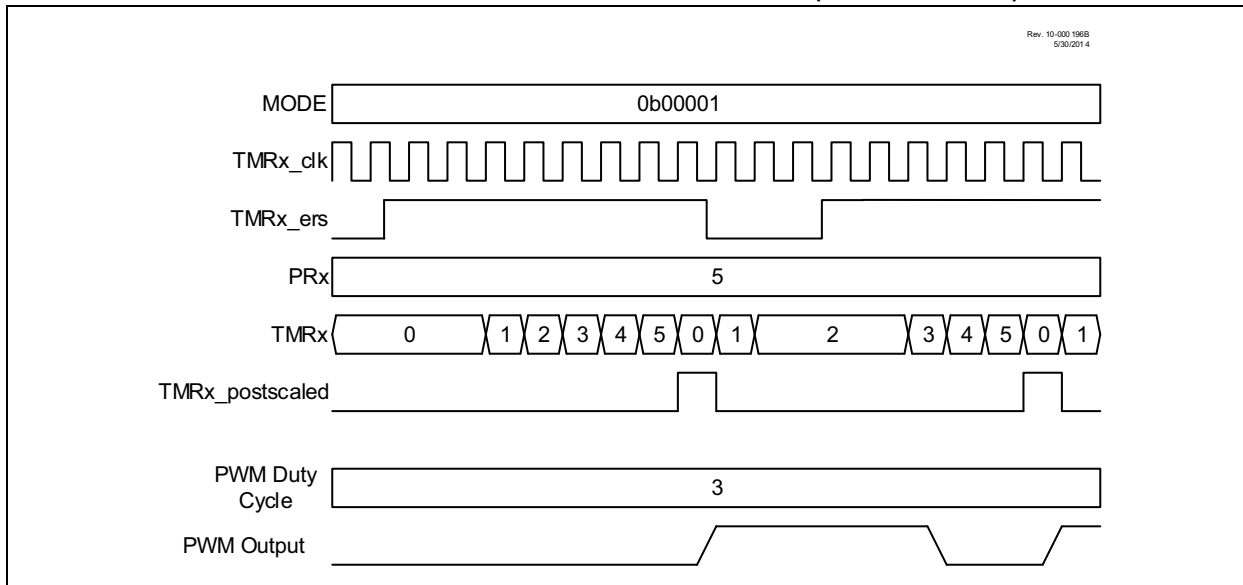 Rev. 10-000 196B
5/30/201 4
MODE 0b00001
TMRx_clk
TMRx_ers
PRx 5
TMRx 0 1 2 3 4 5 0 1 2 3 4 5 0 1
TMRx_postscaled
PWM Duty
Cycle 3
PWM Output